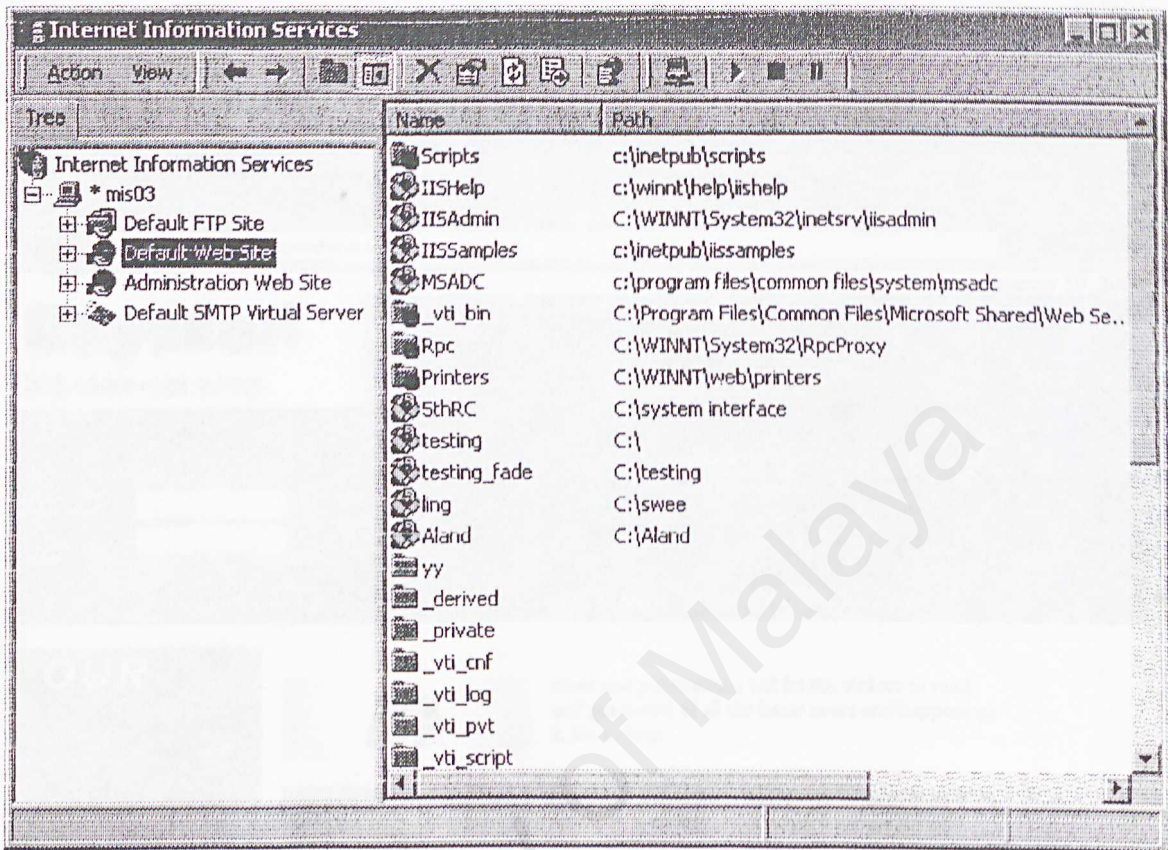 Internet Information Services
Action View
Tree
Name Path
Internet Information Services
* mis03
Default FTP Site
Default Web Site
Administration Web Site
Default SMTP Virtual Server
Scripts c:\inetpub\scripts
IISHelp c:\winnt\help\iishelp
IISAdmin C:\WINNT\System32\inetsrv\iisadmin
IISSamples c:\inetpub\iissamples
MSADC c:\program files\common files\system\msadc
_vti_bin C:\Program Files\Common Files\Microsoft Shared\Web Se..
Rpc C:\WINNT\System32\RpcProxy
Printers C:\WINNT\web\printers
5thRC C:\system interface
testing C:\
testing_fade C:\testing
ling C:\swee
Aland C:\Aland
yy
_derived
_private
_vti_cnf
_vti_log
_vti_pvt
_vti_script
of Malaya